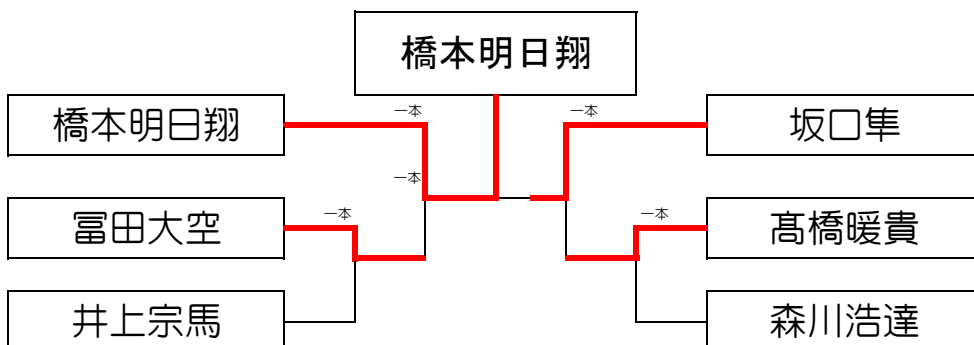 橋本明日翔
一本
一本
橋本明日翔
坂口隼
一本
一本
一本
冨田大空
髙橋暖貴
井上宗馬
森川浩達